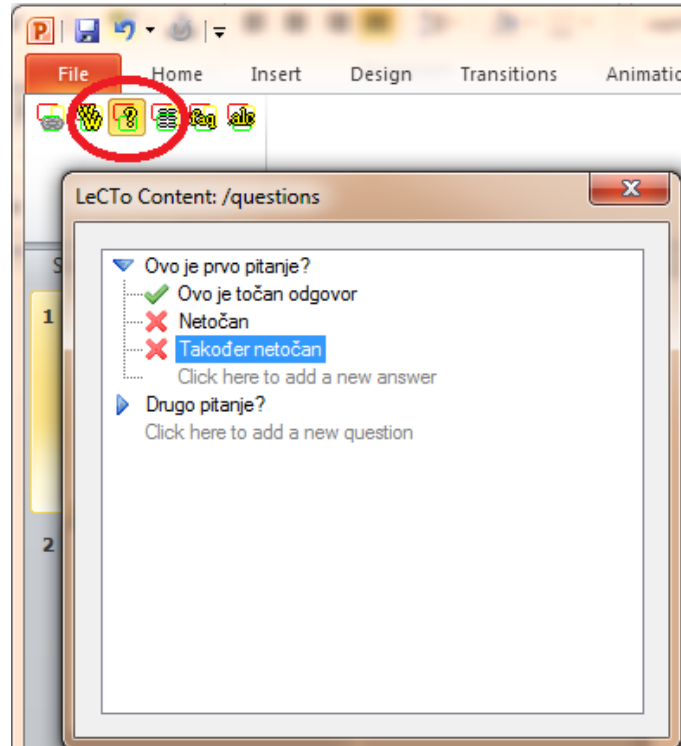 File Home Insert Design Transitions Animatic
LeCTo Content: /questions
Ovo je prvo pitanje?
Ovo je točan odgovor
Netočan
Također netočan
Click here to add a new answer
Drugo pitanje?
Click here to add a new question
1
2